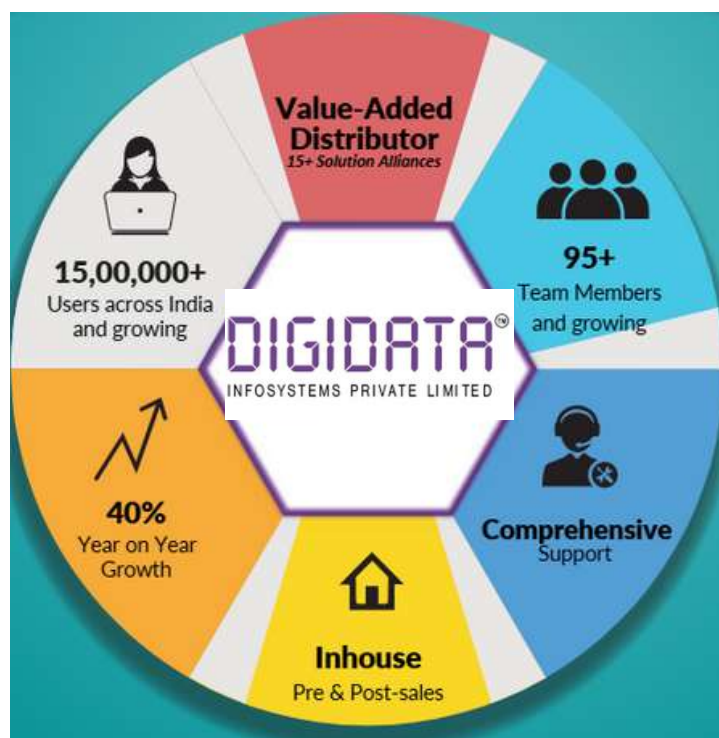 Value-Added
Distributor
15+ Solution Alliances
95+
Team Members
and growing
Comprehensive
Support
Inhouse
Pre & Post-sales
40%
Year on Year
Growth
15,00,000+
Users across India
and growing
DIGIDATA
INFOSYSTEMS PRIVATE LIMITED